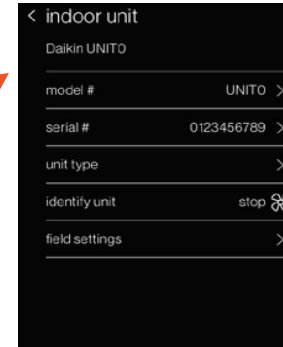 indoor unit
Daikin UNIT0
model # UNIT0
serial # 0123456789
unit type
identify unit stop
field settings